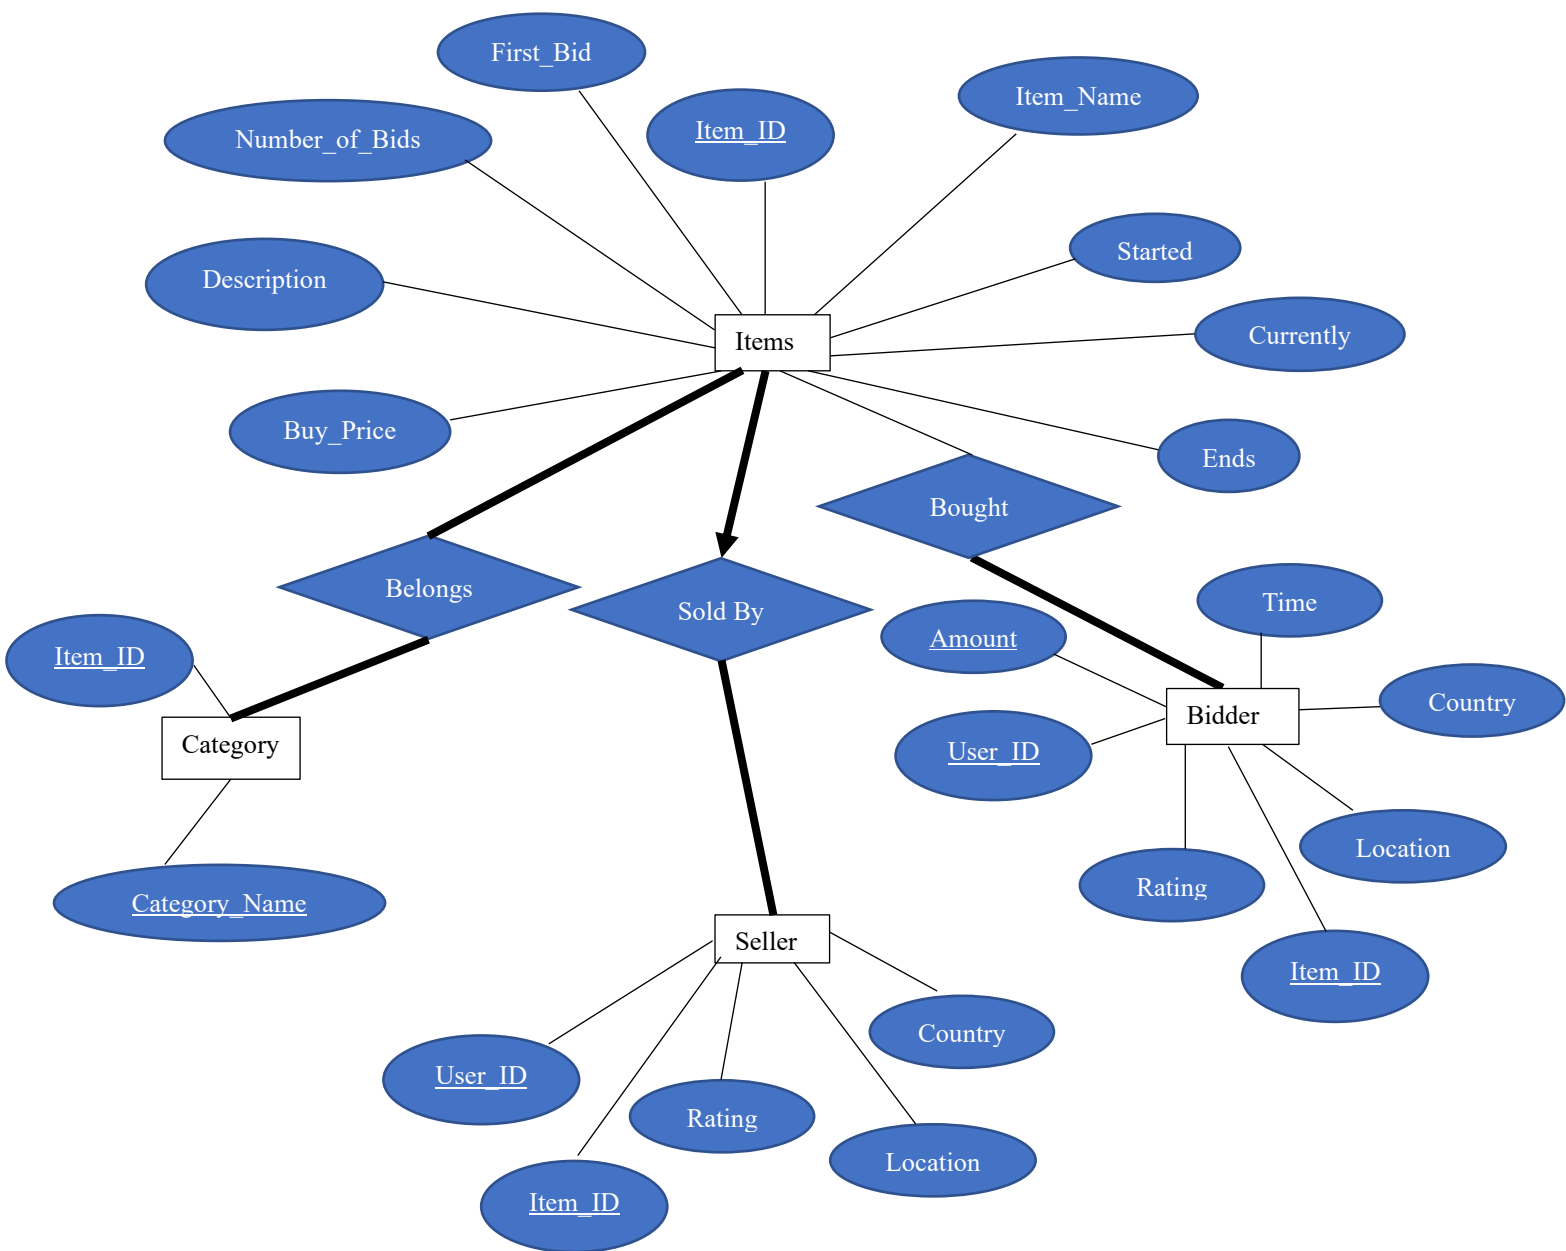 First_Bid
Item_Name
Item_ID
Number_of_Bids
Started
Description
Currently
Items
Buy_Price
Ends
Bought
Belongs
Time
Sold By
Amount
Item_ID
Country
Bidder
Category
User_ID
Location
Rating
Category_Name
Seller
Item_ID
Country
User_ID
Rating
Location
Item_ID